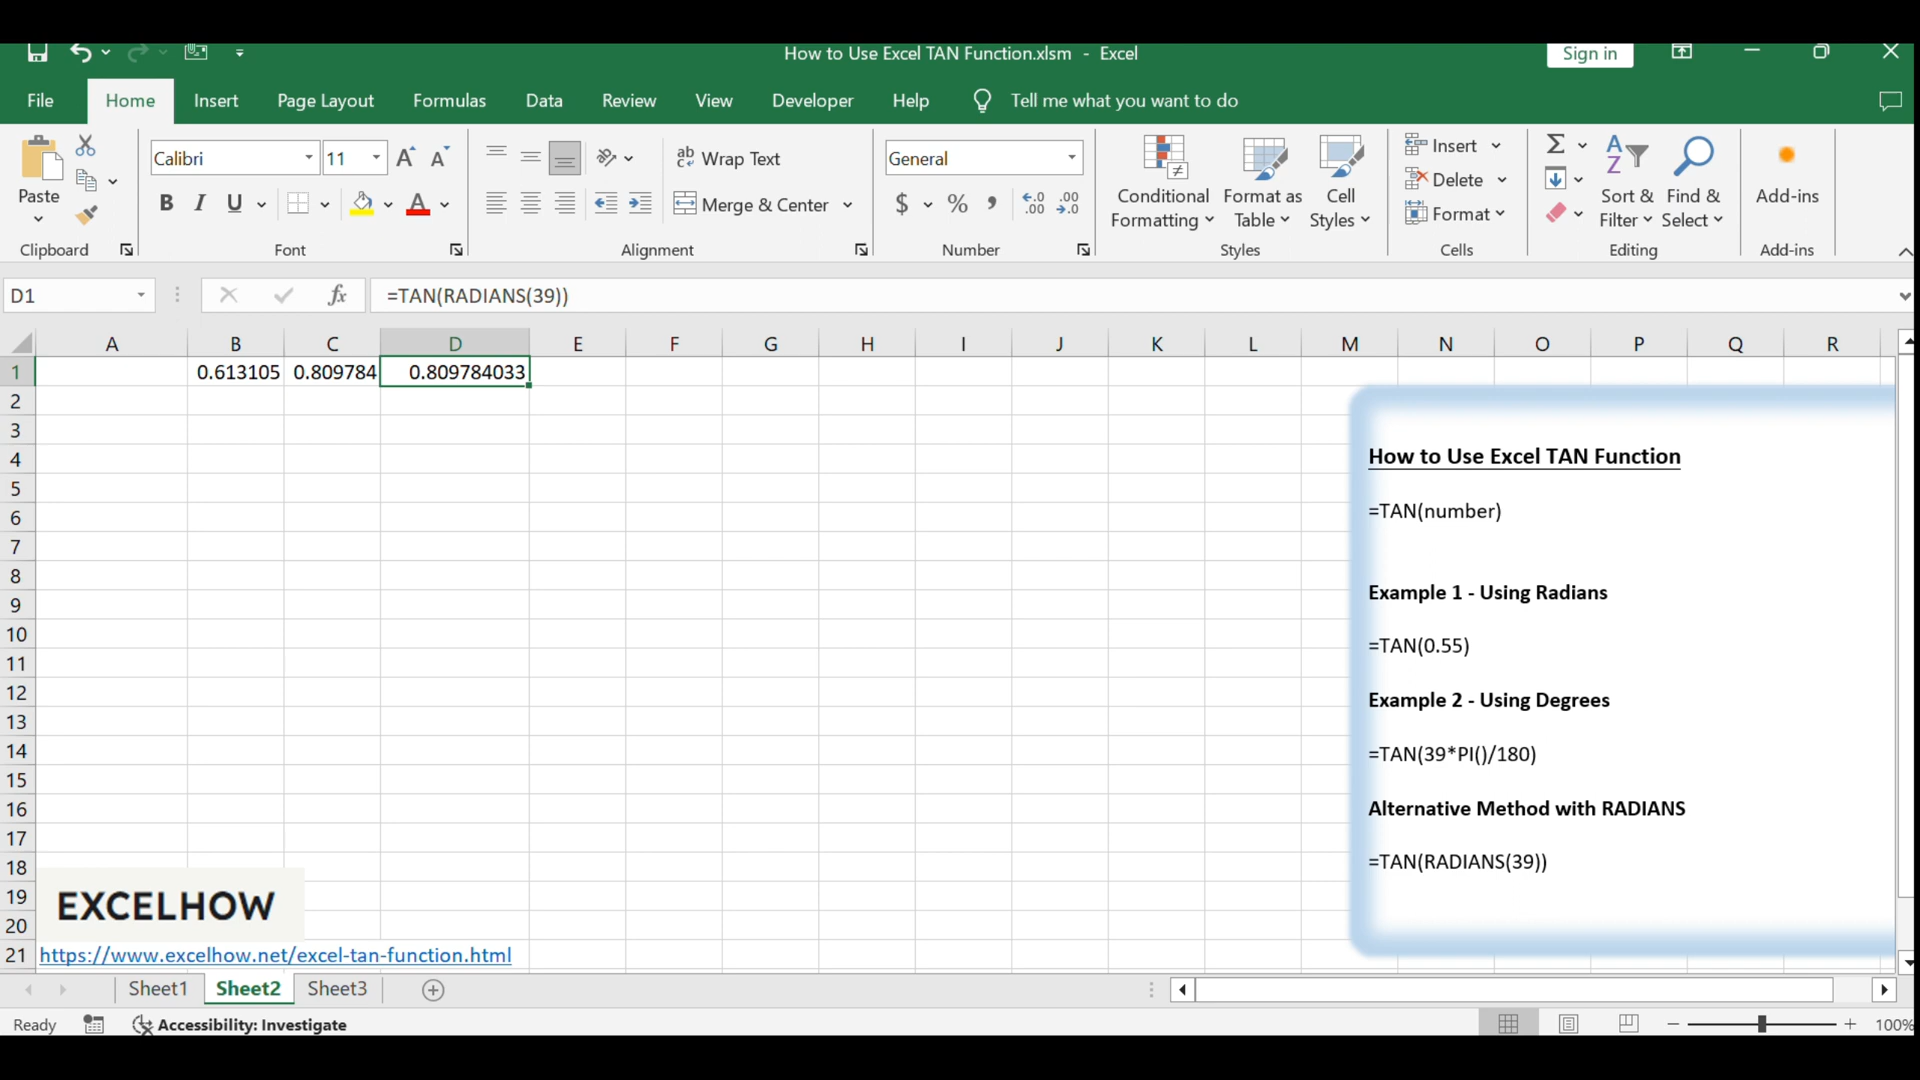 How to Use Excel TAN Function.xlsm - Excel
Sign in
File Home Insert Page Layout Formulas Data Review View Developer Help Tell me what you want to do
Calibri 11 A A ab Wrap Text General Insert Σ
Paste
B I U A Merge & Center $ % , .00 .00
Conditional Formatting
Format as Table
Cell Styles
Delete
Format
Sort & Filter
Find & Select
Add-ins
Clipboard Font Alignment Number Styles Cells Editing Add-ins
D1 fx =TAN(RADIANS(39))
A B C D E F G H I J K L M N O P Q R
1 0.613105 0.809784 0.809784033
2
3
4
5
6
7
8
9
10
11
12
13
14
15
16
17
18
19
20
21
How to Use Excel TAN Function
=TAN(number)
Example 1 - Using Radians
=TAN(0.55)
Example 2 - Using Degrees
=TAN(39*PI()/180)
Alternative Method with RADIANS
=TAN(RADIANS(39))
EXCELHOW
https://www.excelhow.net/excel-tan-function.html
Sheet1 Sheet2 Sheet3
Ready Accessibility: Investigate 100%